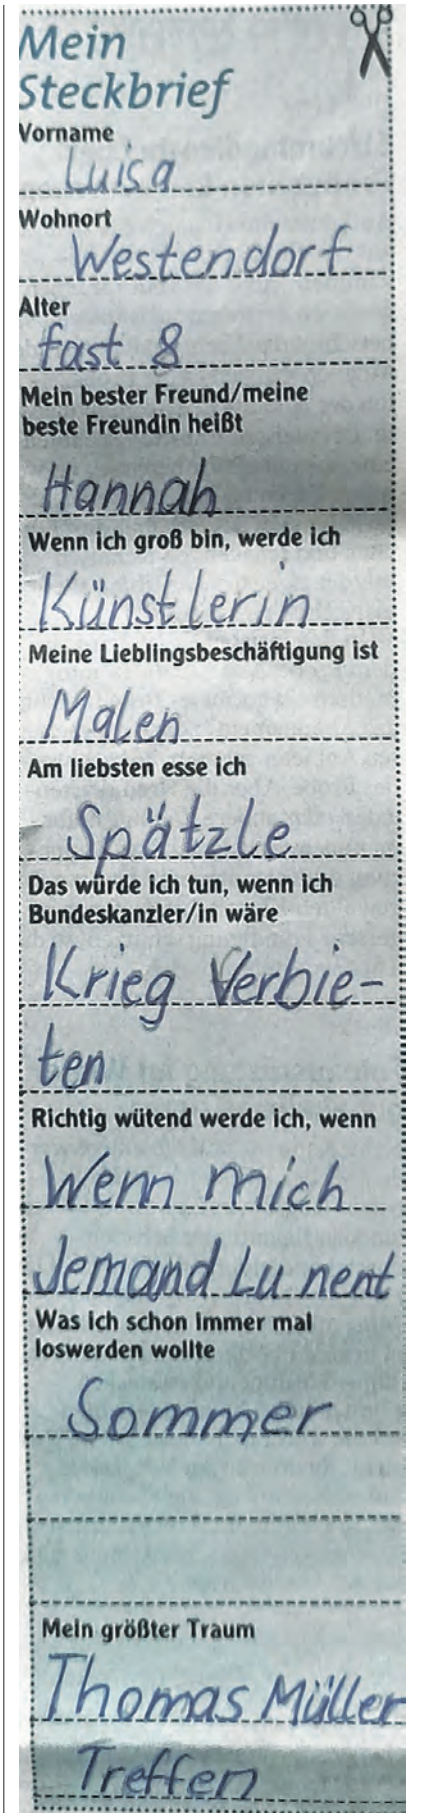 Mein
Steckbrief
Vorname
Luisa
Wohnort
Westendorf
Alter
fast 8
Mein bester Freund/meine
beste Freundin heißt
Hannah
Wenn ich groß bin, werde ich
Künstlerin
Meine Lieblingsbeschäftigung ist
Malen
Am liebsten esse ich
Spätzle
Das würde ich tun, wenn ich
Bundeskanzler/in wäre
Krieg Verbie-
ten
Richtig wütend werde ich, wenn
Wenn mich
Jemand Lu nent
Was ich schon immer mal
loswerden wollte
Sommer
Mein größter Traum
Thomas Müller
Treffen